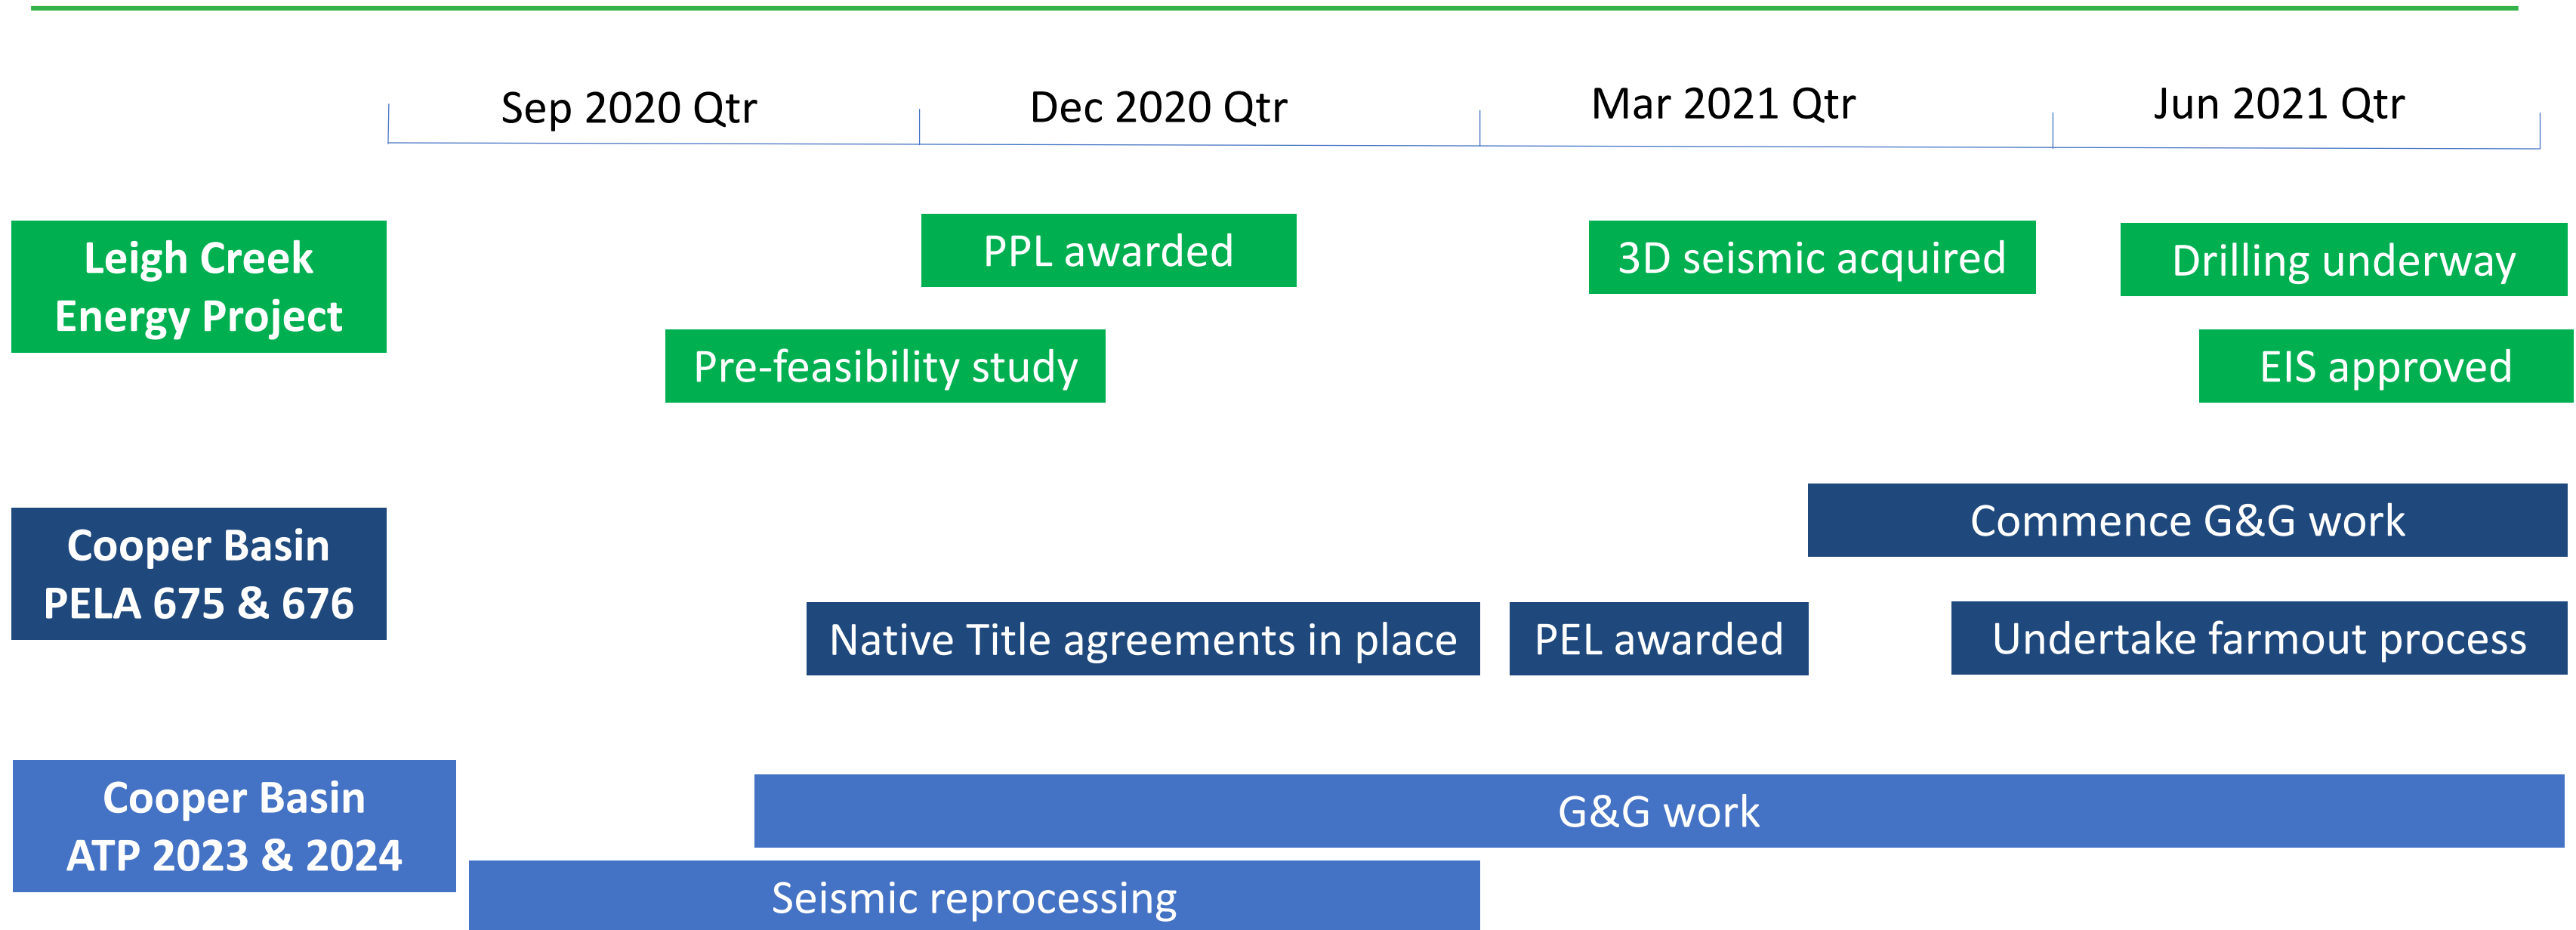 Sep 2020 Qtr
Dec 2020 Qtr
Mar 2021 Qtr
Jun 2021 Qtr
Leigh Creek
Energy Project
PPL awarded
3D seismic acquired
Drilling underway
Pre-feasibility study
EIS approved
Cooper Basin
PELA 675 & 676
Commence G&G work
Native Title agreements in place
PEL awarded
Undertake farmout process
Cooper Basin
ATP 2023 & 2024
G&G work
Seismic reprocessing